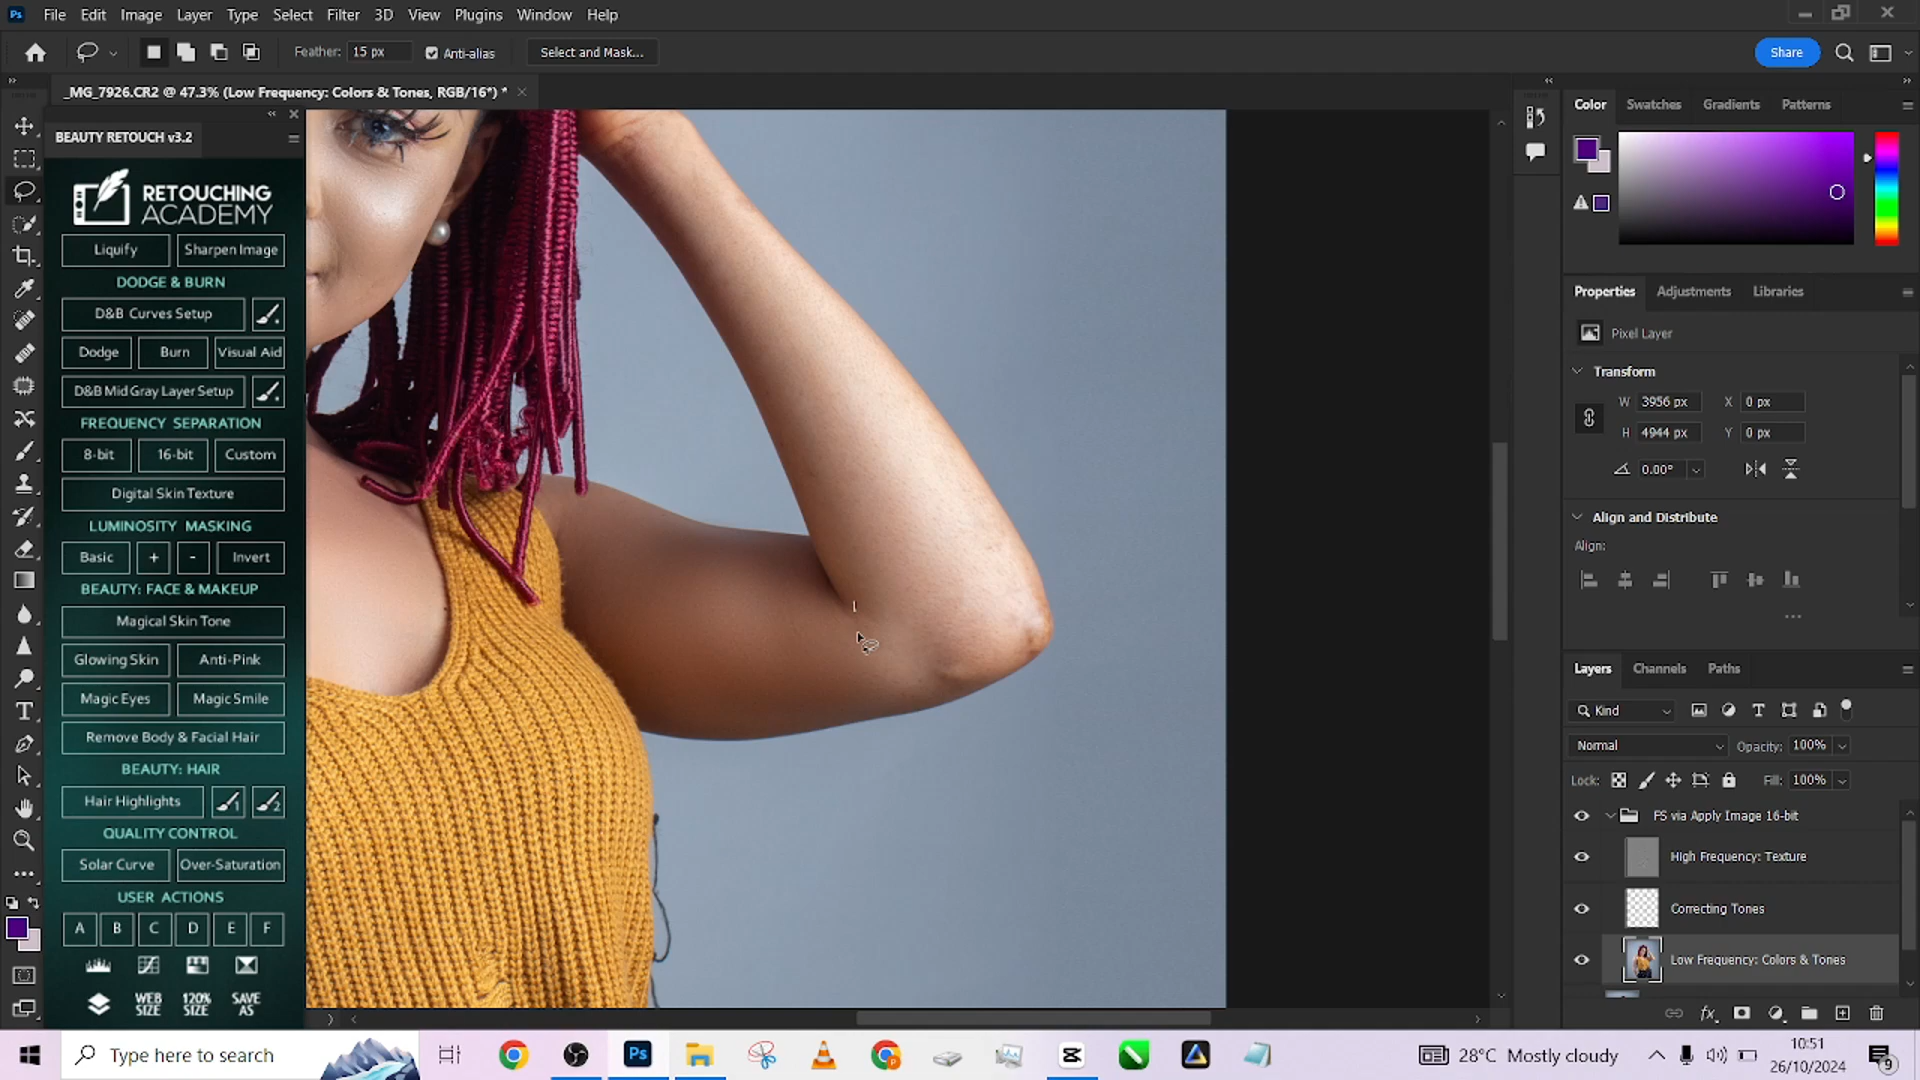 Ps File Edit Image Layer Type Select Filter 3D View Plugins Window Help
Feather: 15 px Anti-alias Select and Mask... Share
_MG_7926.CR2 @ 47.3% (Low Frequency: Colors & Tones, RGB/16*) *
BEAUTY RETOUCH v3.2
RETOUCHING
ACADEMY
Liquify Sharpen Image
DODGE & BURN
D&B Curves Setup
Dodge Burn Visual Aid
D&B Mid Gray Layer Setup
FREQUENCY SEPARATION
8-bit 16-bit Custom
Digital Skin Texture
LUMINOSITY MASKING
Basic + - Invert
BEAUTY: FACE & MAKEUP
Magical Skin Tone
Glowing Skin Anti-Pink
Magic Eyes Magic Smile
Remove Body & Facial Hair
BEAUTY: HAIR
Hair Highlights 1 2
QUALITY CONTROL
Solar Curve Over-Saturation
USER ACTIONS
A B C D E F
WEB SIZE 120% SIZE SAVE AS
Color Swatches Gradients Patterns
Properties Adjustments Libraries
Pixel Layer
Transform
W 3956 px X 0 px
H 4944 px Y 0 px
0.00°
Align and Distribute
Align:
Layers Channels Paths
Kind
Normal Opacity: 100%
Lock: Fill: 100%
FS via Apply Image 16-bit
High Frequency: Texture
Correcting Tones
Low Frequency: Colors & Tones
Type here to search
Ps
28°C Mostly cloudy
10:51
26/10/2024
9